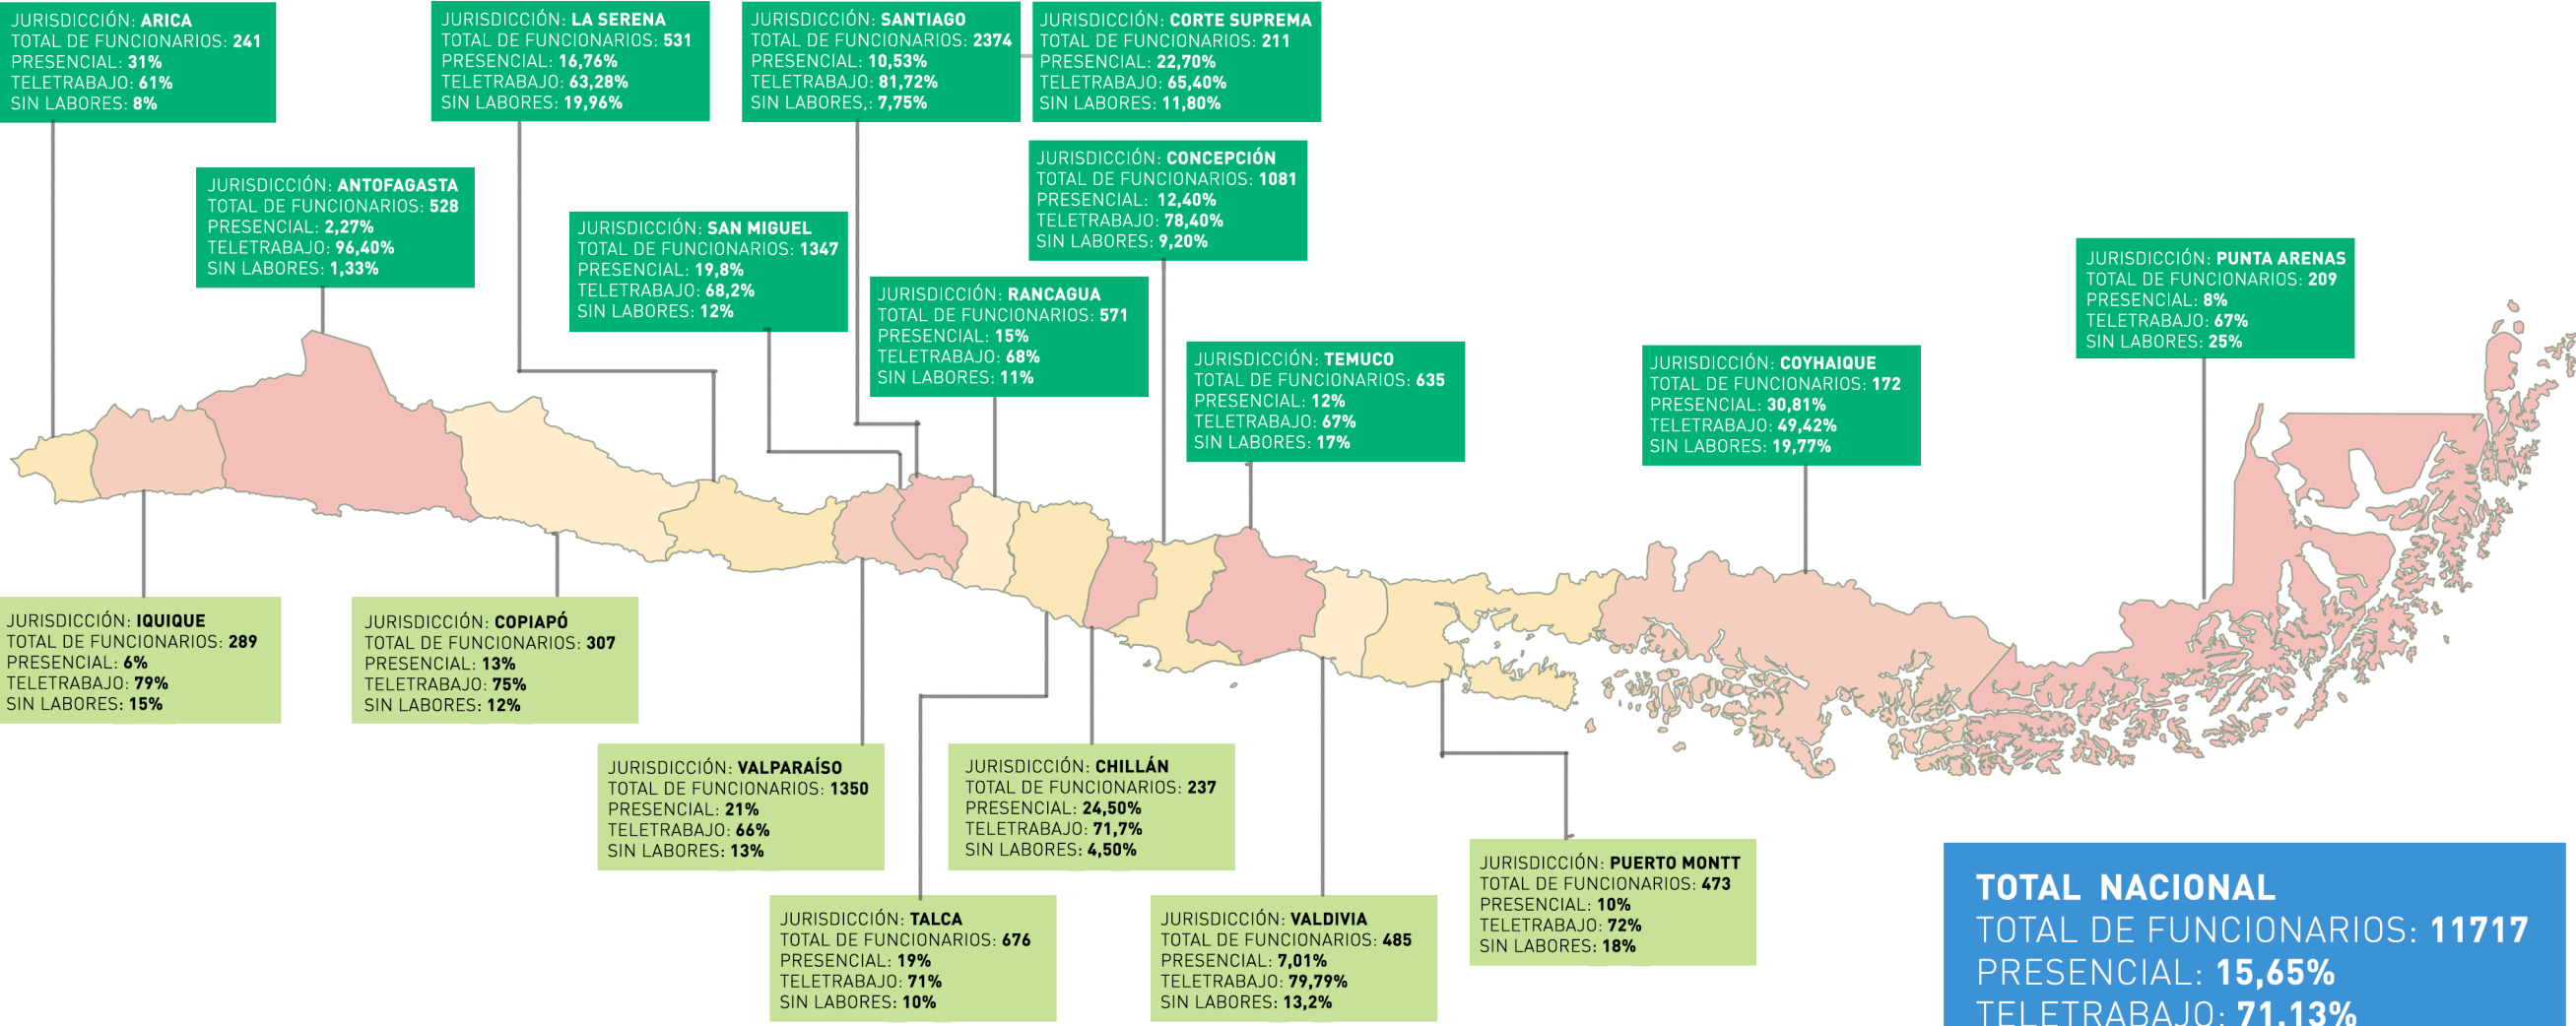 JURISDICCIÓN: ARICA
TOTAL DE FUNCIONARIOS: 241
PRESENCIAL: 31%
TELETRABAJO: 61%
SIN LABORES: 8%
JURISDICCIÓN: LA SERENA
TOTAL DE FUNCIONARIOS: 531
PRESENCIAL: 16,76%
TELETRABAJO: 63,28%
SIN LABORES: 19,96%
JURISDICCIÓN: SANTIAGO
TOTAL DE FUNCIONARIOS: 2374
PRESENCIAL: 10,53%
TELETRABAJO: 81,72%
SIN LABORES,: 7,75%
JURISDICCIÓN: CORTE SUPREMA
TOTAL DE FUNCIONARIOS: 211
PRESENCIAL: 22,70%
TELETRABAJO: 65,40%
SIN LABORES: 11,80%
JURISDICCIÓN: CONCEPCIÓN
TOTAL DE FUNCIONARIOS: 1081
PRESENCIAL: 12,40%
TELETRABAJO: 78,40%
SIN LABORES: 9,20%
JURISDICCIÓN: ANTOFAGASTA
TOTAL DE FUNCIONARIOS: 528
PRESENCIAL: 2,27%
TELETRABAJO: 96,40%
SIN LABORES: 1,33%
JURISDICCIÓN: SAN MIGUEL
TOTAL DE FUNCIONARIOS: 1347
PRESENCIAL: 19,8%
TELETRABAJO: 68,2%
SIN LABORES: 12%
JURISDICCIÓN: RANCAGUA
TOTAL DE FUNCIONARIOS: 571
PRESENCIAL: 15%
TELETRABAJO: 68%
SIN LABORES: 11%
JURISDICCIÓN: TEMUCO
TOTAL DE FUNCIONARIOS: 635
PRESENCIAL: 12%
TELETRABAJO: 67%
SIN LABORES: 17%
JURISDICCIÓN: COYHAIQUE
TOTAL DE FUNCIONARIOS: 172
PRESENCIAL: 30,81%
TELETRABAJO: 49,42%
SIN LABORES: 19,77%
JURISDICCIÓN: PUNTA ARENAS
TOTAL DE FUNCIONARIOS: 209
PRESENCIAL: 8%
TELETRABAJO: 67%
SIN LABORES: 25%
JURISDICCIÓN: IQUIQUE
TOTAL DE FUNCIONARIOS: 289
PRESENCIAL: 6%
TELETRABAJO: 79%
SIN LABORES: 15%
JURISDICCIÓN: COPIAPÓ
TOTAL DE FUNCIONARIOS: 307
PRESENCIAL: 13%
TELETRABAJO: 75%
SIN LABORES: 12%
JURISDICCIÓN: VALPARAÍSO
TOTAL DE FUNCIONARIOS: 1350
PRESENCIAL: 21%
TELETRABAJO: 66%
SIN LABORES: 13%
JURISDICCIÓN: CHILLÁN
TOTAL DE FUNCIONARIOS: 237
PRESENCIAL: 24,50%
TELETRABAJO: 71,7%
SIN LABORES: 4,50%
JURISDICCIÓN: TALCA
TOTAL DE FUNCIONARIOS: 676
PRESENCIAL: 19%
TELETRABAJO: 71%
SIN LABORES: 10%
JURISDICCIÓN: VALDIVIA
TOTAL DE FUNCIONARIOS: 485
PRESENCIAL: 7,01%
TELETRABAJO: 79,79%
SIN LABORES: 13,2%
JURISDICCIÓN: PUERTO MONTT
TOTAL DE FUNCIONARIOS: 473
PRESENCIAL: 10%
TELETRABAJO: 72%
SIN LABORES: 18%
TOTAL NACIONAL
TOTAL DE FUNCIONARIOS: 11717
PRESENCIAL: 15,65%
TELETRABAJO: 71,13%